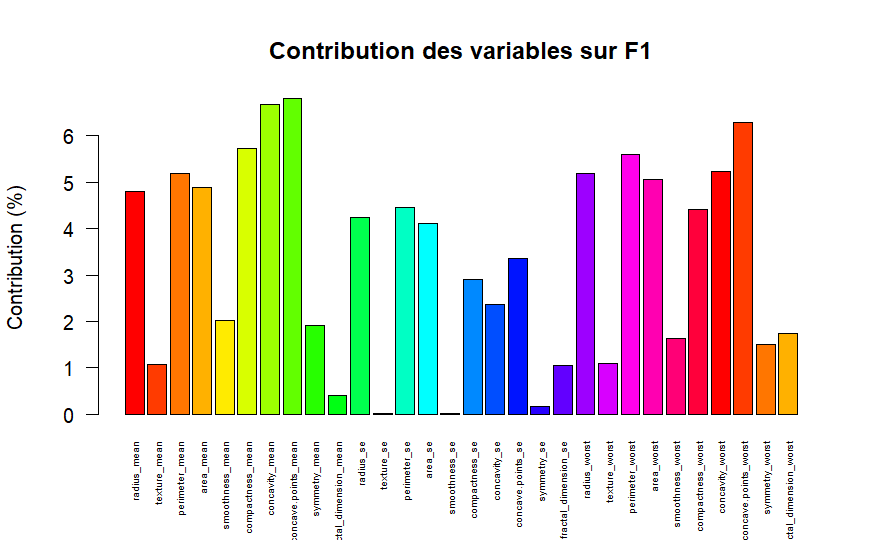 Contribution des variables sur F1
Contribution (%)
6
5
4
3
2
1
0
radius_mean
texture_mean
perimeter_mean
area_mean
smoothness_mean
compactness_mean
concavity_mean
concave.points_mean
symmetry_mean
ctal_dimension_mean
radius_se
texture_se
perimeter_se
area_se
smoothness_se
compactness_se
concavity_se
concave.points_se
symmetry_se
fractal_dimension_se
radius_worst
texture_worst
perimeter_worst
area_worst
smoothness_worst
compactness_worst
concavity_worst
concave.points_worst
symmetry_worst
ctal_dimension_worst